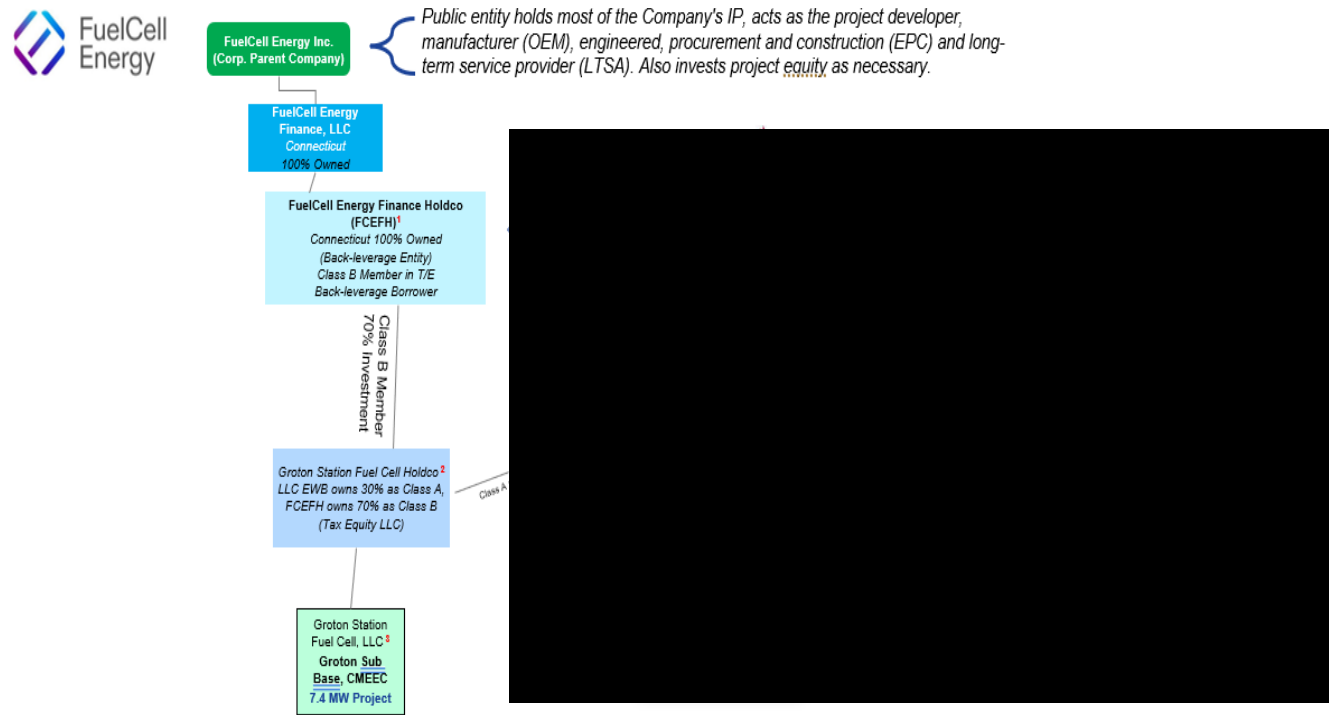 FuelCell
Energy
FuelCell Energy Inc.
(Corp. Parent Company)
Public entity holds most of the Company's IP, acts as the project developer,
manufacturer (OEM), engineered, procurement and construction (EPC) and long-
term service provider (LTSA). Also invests project equity as necessary.
FuelCell Energy
Finance, LLC
Connecticut
100% Owned
FuelCell Energy Finance Holdco
(FCEFH)1
Connecticut 100% Owned
(Back-leverage Entity)
Class B Member in T/E
Back-leverage Borrower
Class B Member
70% Investment
Groton Station Fuel Cell Holdco 2
LLC EWB owns 30% as Class A,
FCEFH owns 70% as Class B
(Tax Equity LLC)
Class A
Groton Station
Fuel Cell, LLC 3
Groton Sub
Base, CMEEC
7.4 MW Project